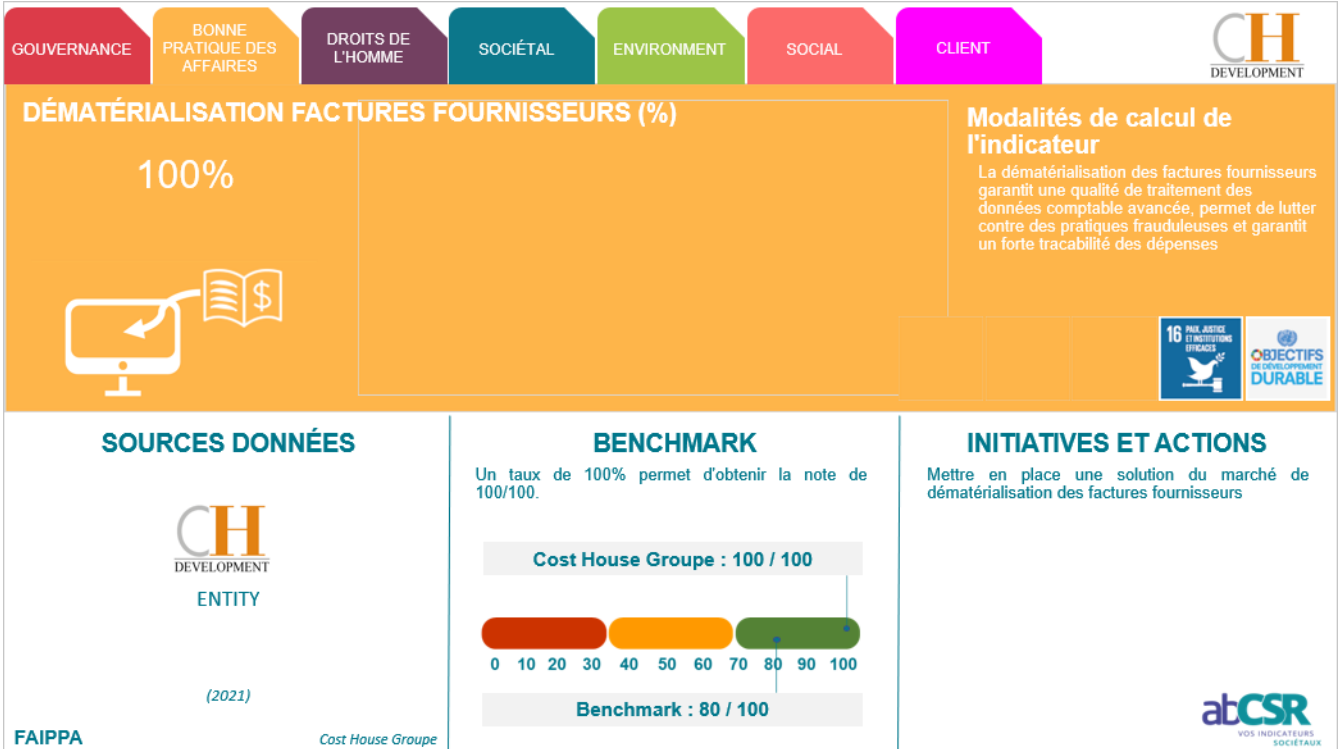 GOUVERNANCE
BONNE
PRATIQUE DES
AFFAIRES
DROITS DE
L'HOMME
SOCIÉTAL
ENVIRONMENT
SOCIAL
CLIENT
CH
DEVELOPMENT
DÉMATÉRIALISATION FACTURES FOURNISSEURS (%)
100%
$
Modalités de calcul de
l'indicateur
La dématérialisation des factures fournisseurs
garantit une qualité de traitement des
données comptable avancée, permet de lutter
contre des pratiques frauduleuses et garantit
un forte tracabilité des dépenses
16 PAIX, JUSTICE
ET INSTITUTIONS
EFFICACES
OBJECTIFS
DE DÉVELOPPEMENT
DURABLE
SOURCES DONNÉES
CH
DEVELOPMENT
ENTITY
(2021)
FAIPPA
Cost House Groupe
BENCHMARK
Un taux de 100% permet d'obtenir la note de
100/100.
Cost House Groupe : 100 / 100
0 10 20 30 40 50 60 70 80 90 100
Benchmark : 80 / 100
INITIATIVES ET ACTIONS
Mettre en place une solution du marché de
dématérialisation des factures fournisseurs
abCSR
VOS INDICATEURS
SOCIÉTAUX